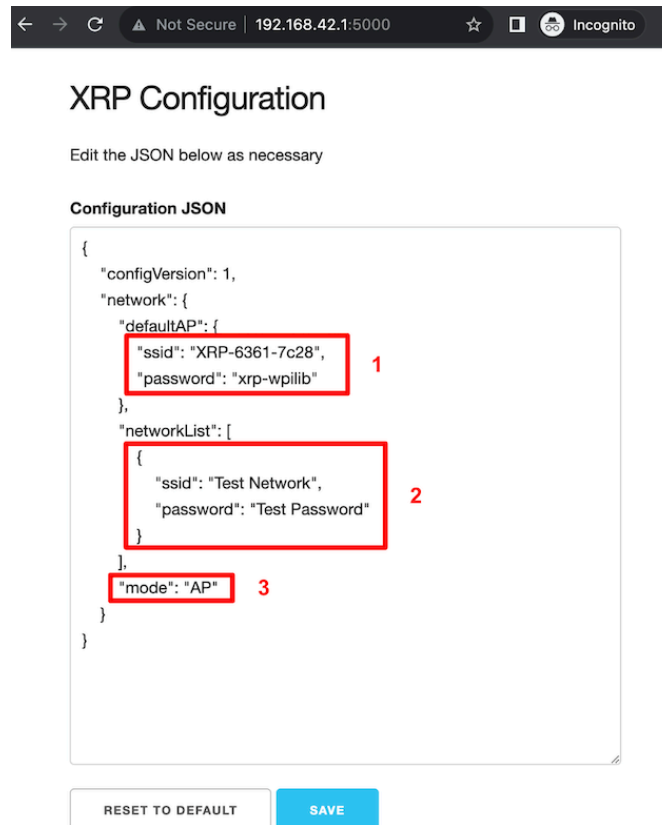 Not Secure | 192.168.42.1:5000 Incognito
XRP Configuration
Edit the JSON below as necessary
Configuration JSON
{
"configVersion": 1,
"network": {
"defaultAP": {
"ssid": "XRP-6361-7c28",
"password": "xrp-wpilib"
1
},
"networkList": [
{
"ssid": "Test Network",
"password": "Test Password"
2
}
],
"mode": "AP" 3
}
}
RESET TO DEFAULT SAVE